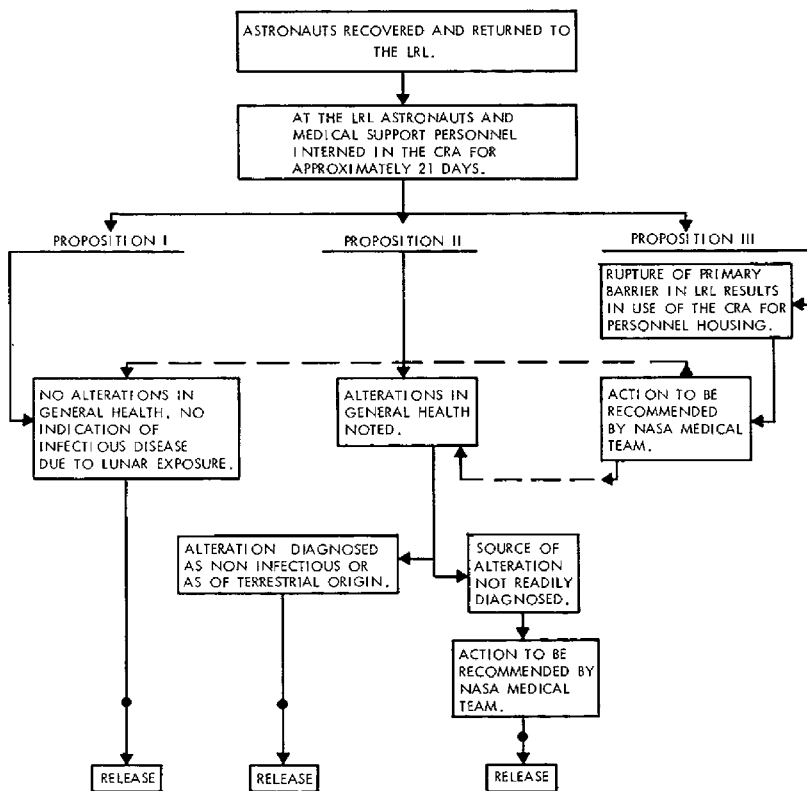 ASTRONAUTS RECOVERED AND RETURNED TO
THE LRL.
AT THE LRL ASTRONAUTS AND
MEDICAL SUPPORT PERSONNEL
INTERNED IN THE CRA FOR
APPROXIMATELY 21 DAYS.
PROPOSITION I
PROPOSITION II
PROPOSITION III
RUPTURE OF PRIMARY
BARRIER IN LRL RESULTS
IN USE OF THE CRA FOR
PERSONNEL HOUSING.
NO ALTERATIONS IN
GENERAL HEALTH. NO
INDICATION OF
INFECTIOUS DISEASE
DUE TO LUNAR EXPOSURE.
ALTERATIONS IN
GENERAL HEALTH
NOTED.
ACTION TO BE
RECOMMENDED
BY NASA MEDICAL
TEAM.
ALTERATION DIAGNOSED
AS NON INFECTIOUS OR
AS OF TERRESTRIAL ORIGIN.
SOURCE OF
ALTERATION
NOT READILY
DIAGNOSED.
ACTION TO BE
RECOMMENDED BY
NASA MEDICAL
TEAM.
RELEASE
RELEASE
RELEASE